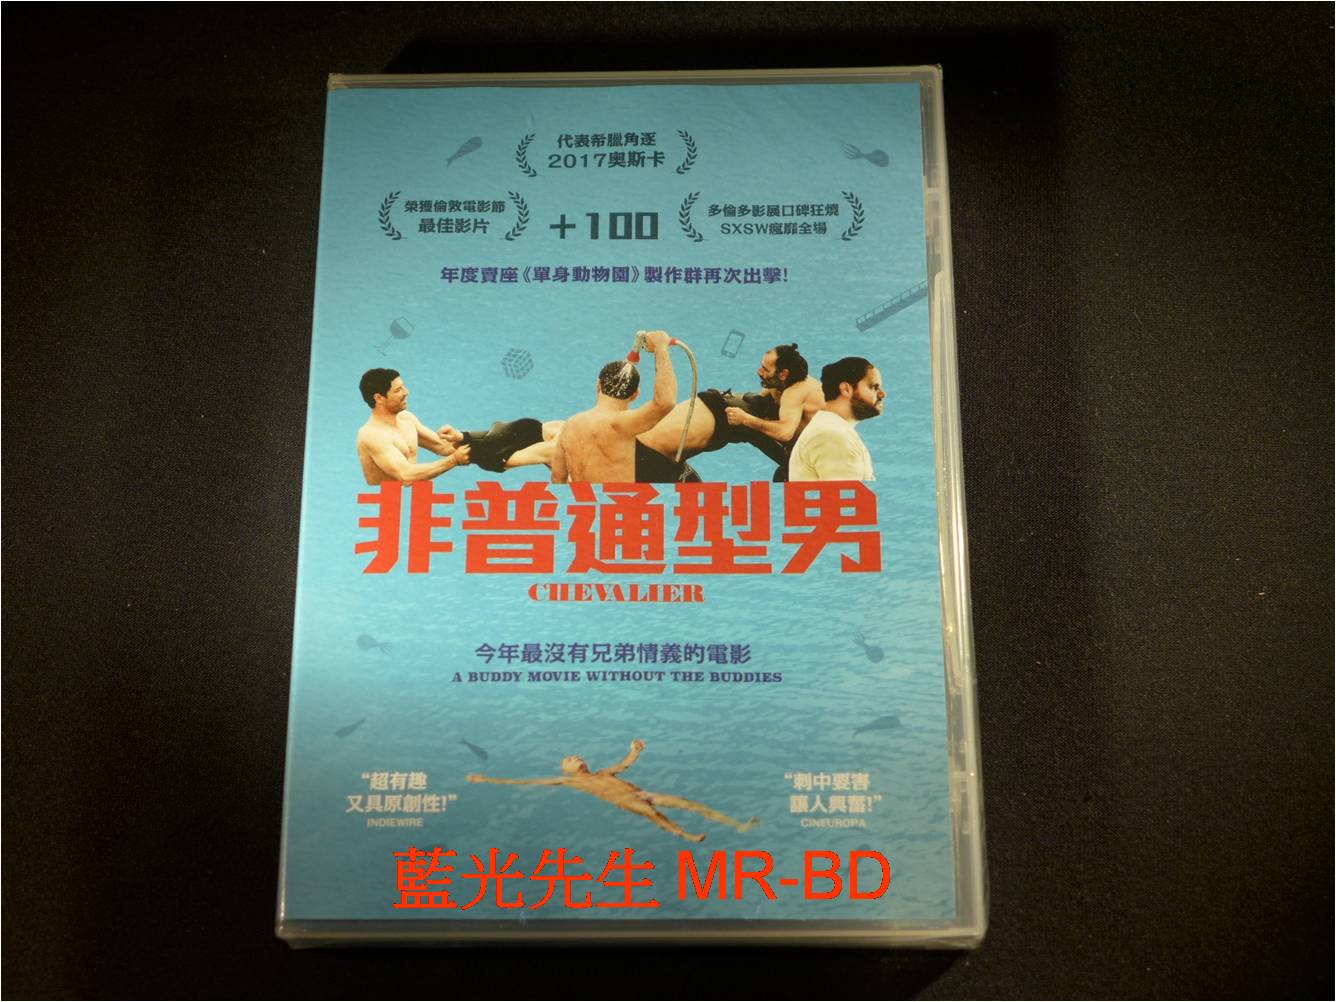 代表希臘角逐
2017奧斯卡
榮獲倫敦電影節
最佳影片
+100
多倫多影展口碑狂燒
SXSW瘋靡全場
年度賣座《單身動物園》製作群再次出擊!
非普通型男
CHEVALIER
今年最沒有兄弟情義的電影
A BUDDY MOVIE WITHOUT THE BUDDIES
“超有趣
又具原創性!”
INDIEWIRE
“刺中要害
讓人興奮!”
CINEUROPA
藍光先生 MR-BD